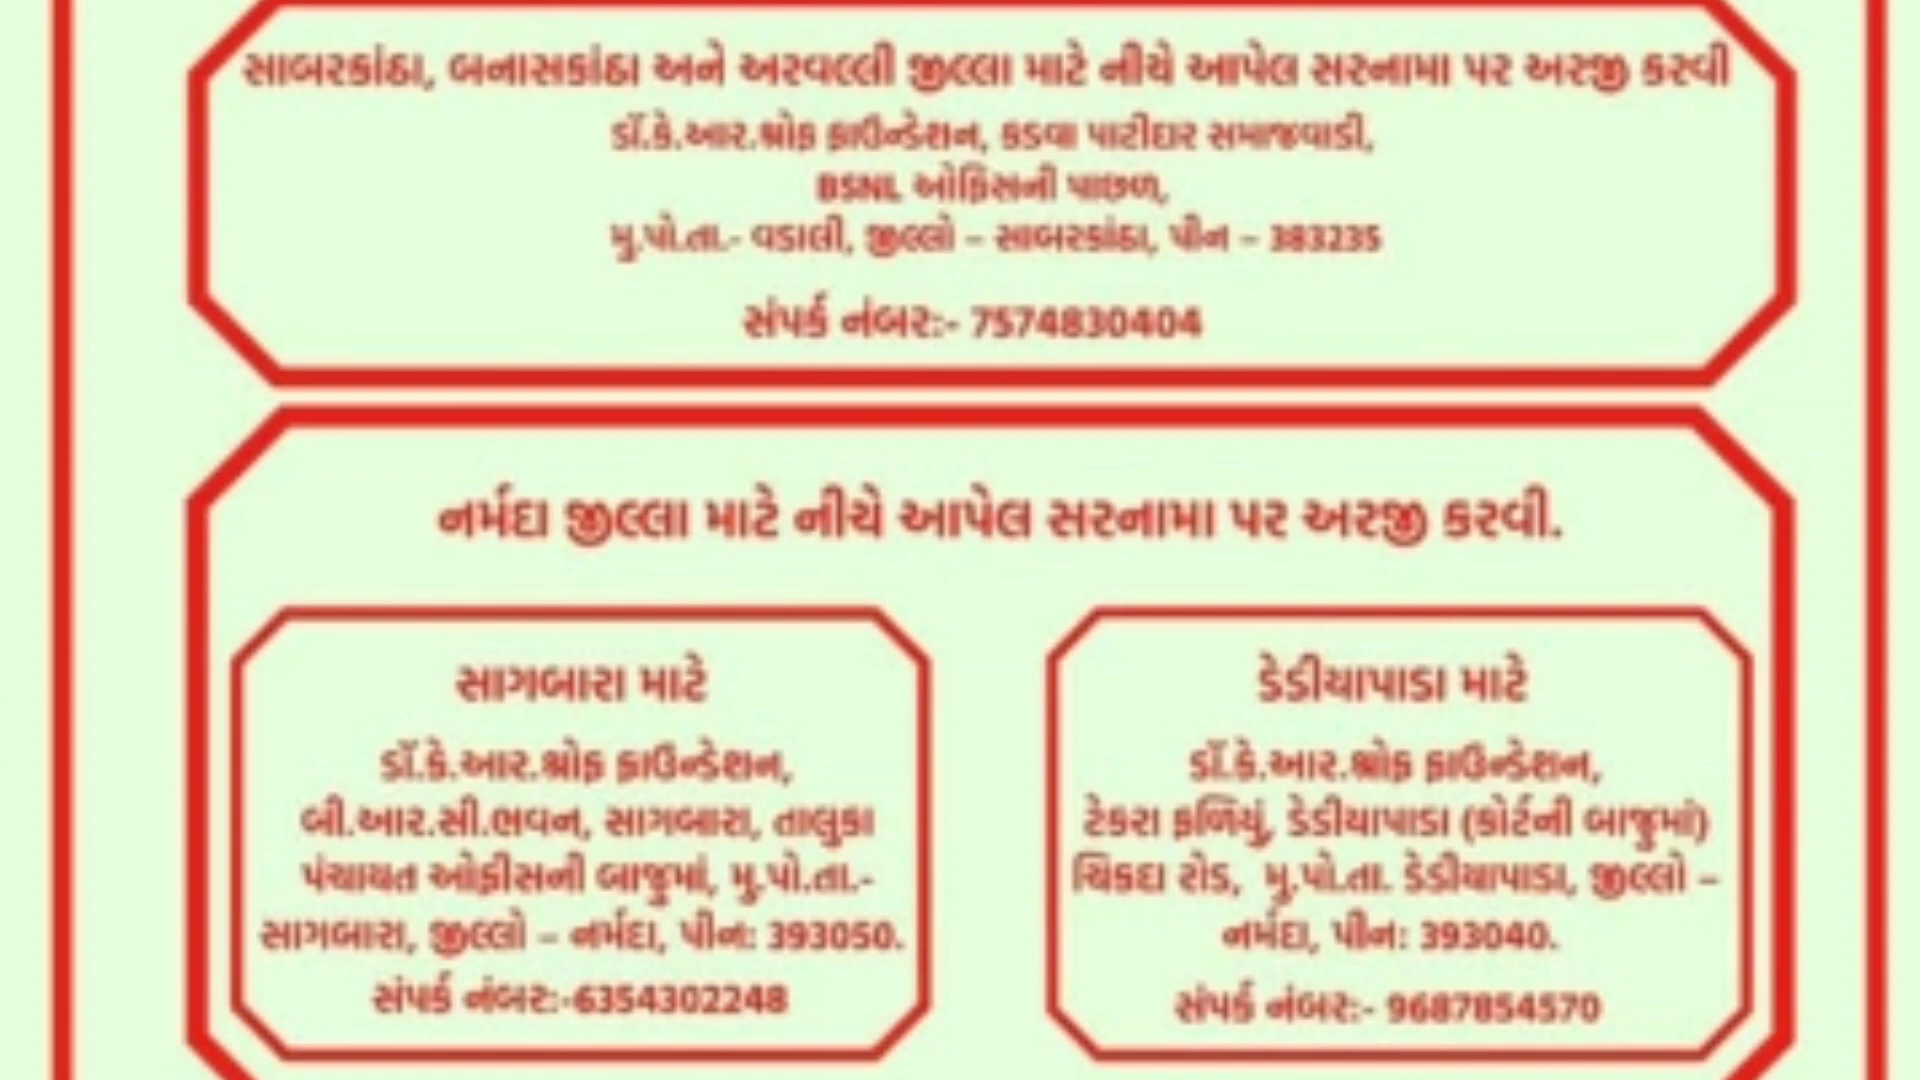 સાબરકાંઠા, બનાસકાંઠા અને અરવલ્લી જીલ્લા માટે નીચે આપેલ સરનામા પર અરજી કરવી
ડૉ.કે.આર.શ્રોફ ફાઉન્ડેશન, કડવા પાટીદાર સમાજવાડી,
BSNL ઓફિસની પાછળ,
મુ.પો.તા.- વડાલી, જીલ્લો – સાબરકાંઠા, પીન – 383235
સંપર્ક નંબર:- 7574830404
નર્મદા જીલ્લા માટે નીચે આપેલ સરનામા પર અરજી કરવી.
સાગબારા માટે
ડૉ.કે.આર.શ્રોફ ફાઉન્ડેશન,
બી.આર.સી.ભવન, સાગબારા, તાલુકા
પંચાયત ઓફીસની બાજુમાં, મુ.પો.તા.-
સાગબારા, જીલ્લો – નર્મદા, પીન: 393050.
સંપર્ક નંબર:-6354302248
ડેડીયાપાડા માટે
ડૉ.કે.આર.શ્રોફ ફાઉન્ડેશન,
ટેકરા ફળિયું, ડેડીયાપાડા (કોર્ટની બાજુમાં)
ચિકદા રોડ, મુ.પો.તા. ડેડીયાપાડા, જીલ્લો –
નર્મદા, પીન: 393040.
સંપર્ક નંબર:- 9687854570